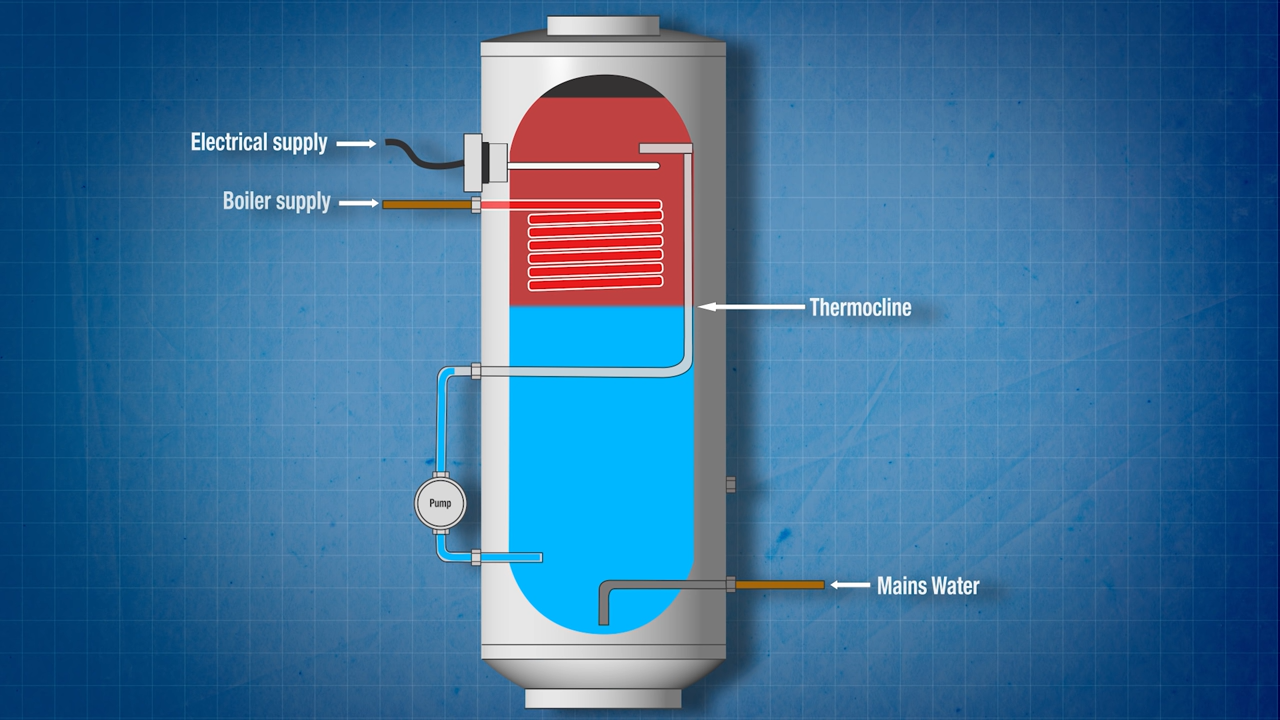 Electrical supply
Boiler supply
Thermocline
Pump
Mains Water